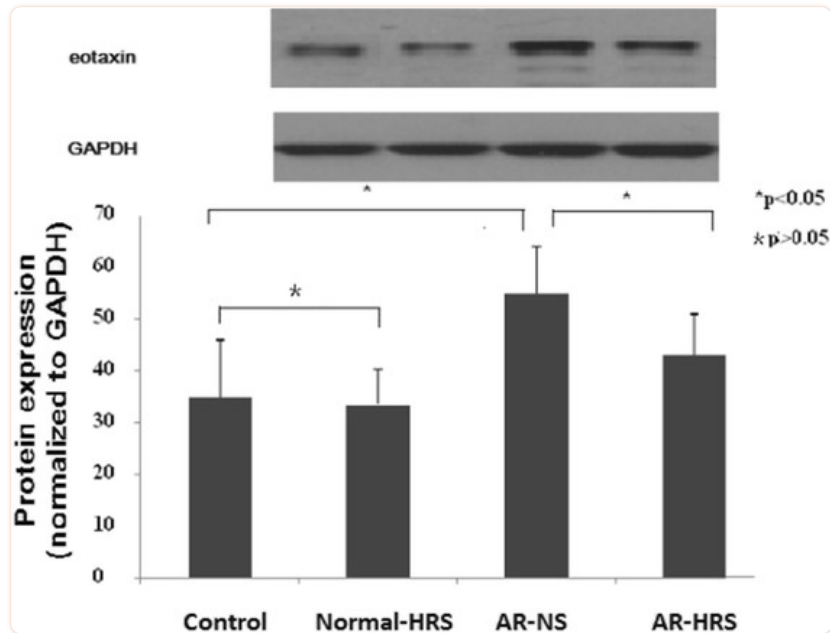 eotaxin
GAPDH
*p<0.05
* p>0.05
*
*
*
Protein expression
(normalized to GAPDH)
70
60
50
40
30
20
10
0
Control Normal-HRS AR-NS AR-HRS